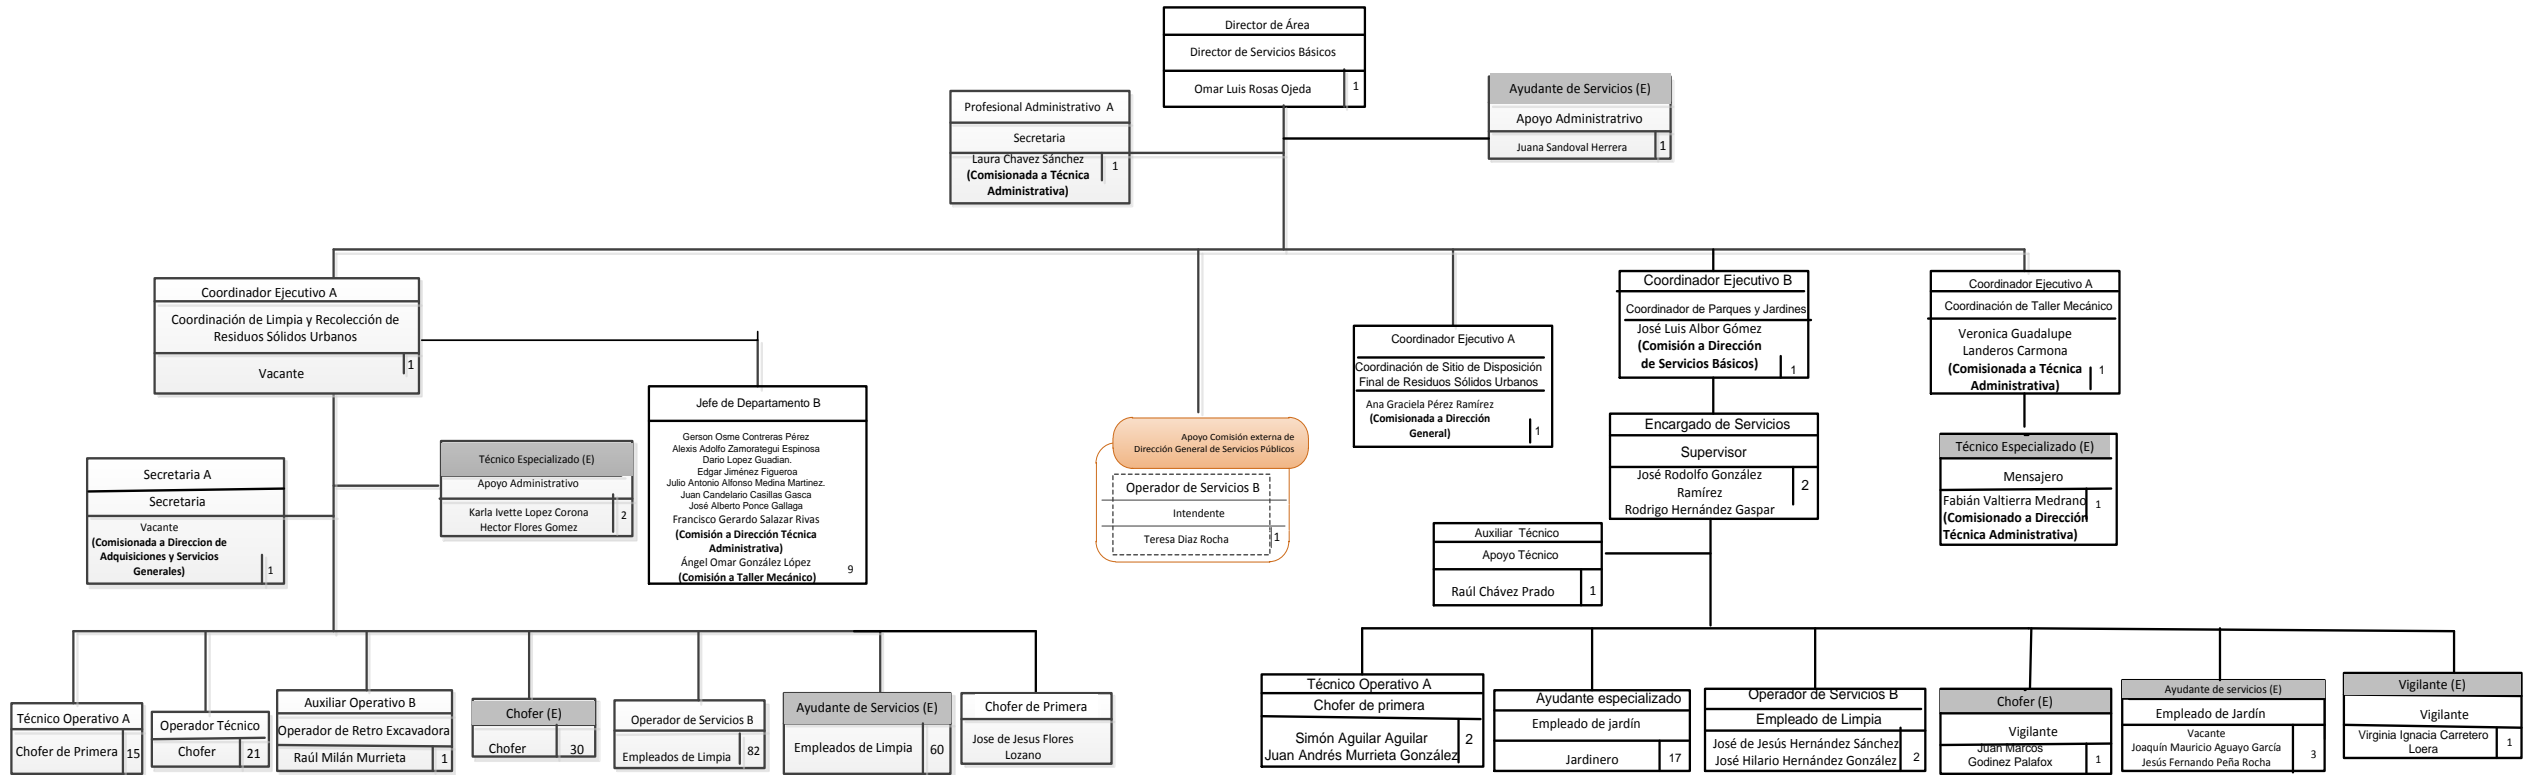 Director de Área
Director de Servicios Básicos
Omar Luis Rosas Ojeda
1
Profesional Administrativo A
Secretaria
Laura Chavez Sánchez
(Comisionada a Técnica
Administrativa)
1
Ayudante de Servicios (E)
Apoyo Administratrivo
Juana Sandoval Herrera
1
Coordinador Ejecutivo A
Coordinación de Limpia y Recolección de
Residuos Sólidos Urbanos
Vacante
1
Jefe de Departamento B
Gerson Osme Contreras Pérez
Alexis Adolfo Zamorategui Espinosa
Dario Lopez Guadian.
Edgar Jiménez Figueroa
Julio Antonio Alfonso Medina Martinez.
Juan Candelario Casillas Gasca
José Alberto Ponce Gallaga
Francisco Gerardo Salazar Rivas
(Comisión a Dirección Técnica
Administrativa)
Ángel Omar González López
(Comisión a Taller Mecánico)
9
Secretaria A
Secretaria
Vacante
(Comisionada a Direccion de
Adquisiciones y Servicios
Generales)
1
Técnico Especializado (E)
Apoyo Administrativo
Karla Ivette Lopez Corona
Hector Flores Gomez
2
Apoyo Comisión externa de
Dirección General de Servicios Públicos
Operador de Servicios B
Intendente
Teresa Diaz Rocha
1
Coordinador Ejecutivo A
Coordinación de Sitio de Disposición
Final de Residuos Sólidos Urbanos
Ana Graciela Pérez Ramírez
(Comisionada a Dirección
General)
1
Coordinador Ejecutivo B
Coordinador de Parques y Jardines
José Luis Albor Gómez
(Comisión a Dirección
de Servicios Básicos)
1
Encargado de Servicios
Supervisor
José Rodolfo González
Ramírez
Rodrigo Hernández Gaspar
2
Auxiliar Técnico
Apoyo Técnico
Raúl Chávez Prado
1
Coordinador Ejecutivo A
Coordinación de Taller Mecánico
Veronica Guadalupe
Landeros Carmona
(Comisionada a Técnica
Administrativa)
1
Técnico Especializado (E)
Mensajero
Fabián Valtierra Medrano
(Comisionado a Dirección
Técnica Administrativa)
1
Técnico Operativo A
Chofer de Primera
15
Operador Técnico
Chofer
21
Auxiliar Operativo B
Operador de Retro Excavadora
Raúl Milán Murrieta
1
Chofer (E)
Chofer
30
Operador de Servicios B
Empleados de Limpia
82
Ayudante de Servicios (E)
Empleados de Limpia
60
Chofer de Primera
Jose de Jesus Flores
Lozano
Técnico Operativo A
Chofer de primera
Simón Aguilar Aguilar
Juan Andrés Murrieta González
2
Ayudante especializado
Empleado de jardín
Jardinero
17
Operador de Servicios B
Empleado de Limpia
José de Jesús Hernández Sánchez
José Hilario Hernández González
2
Chofer (E)
Vigilante
Juan Marcos
Godinez Palafox
1
Ayudante de servicios (E)
Empleado de Jardín
Vacante
Joaquín Mauricio Aguayo García
Jesús Fernando Peña Rocha
3
Vigilante (E)
Vigilante
Virginia Ignacia Carretero
Loera
1